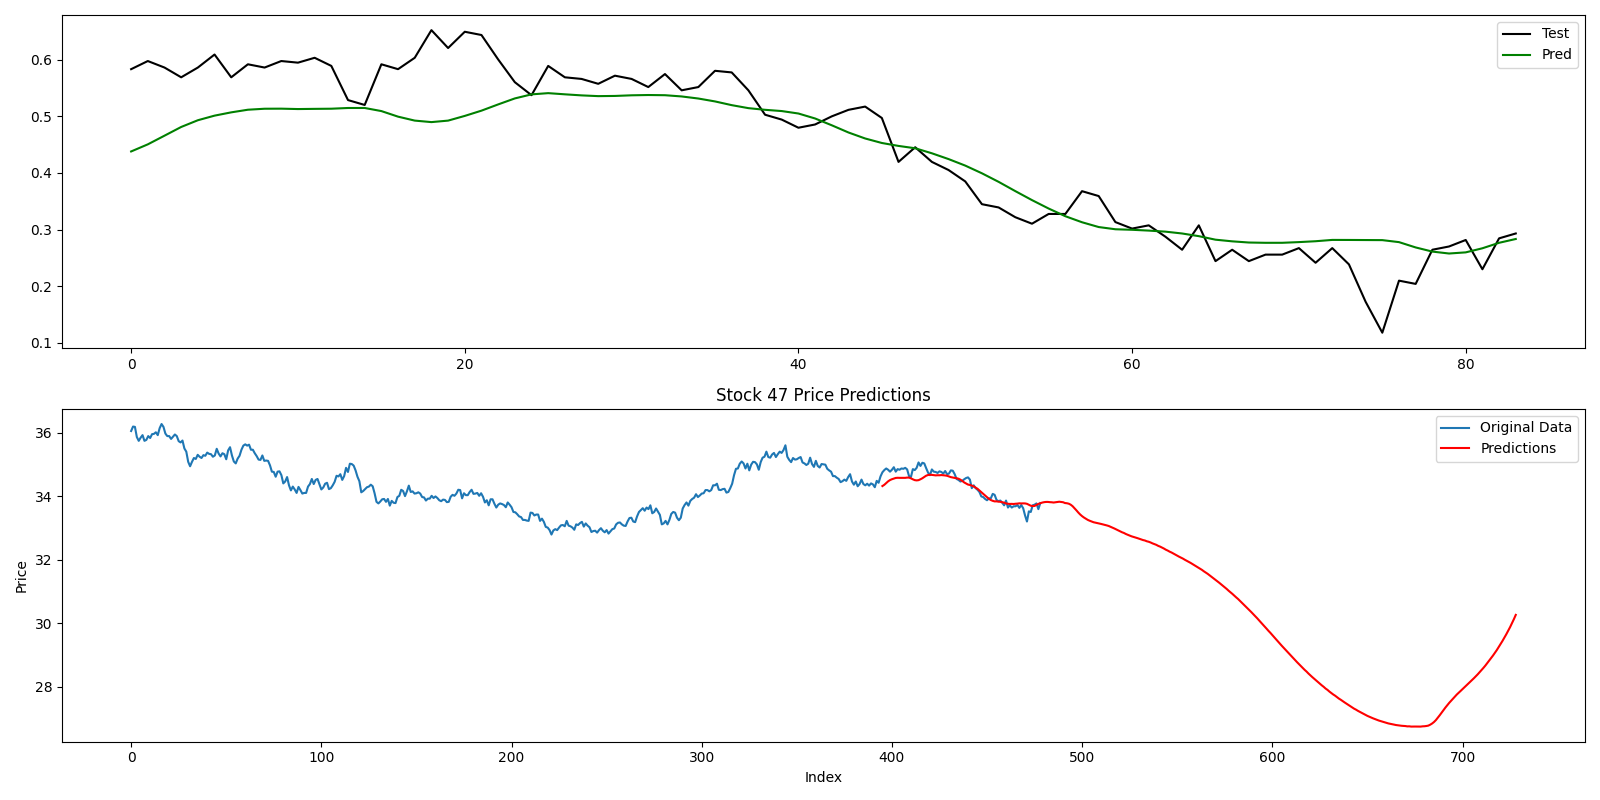 0.6
0.5
0.4
0.3
0.2
0.1
Test
Pred
0 20 40 60 80
Stock 47 Price Predictions
36
34
32
30
28
Price
Original Data
Predictions
0 100 200 300 400 500 600 700
Index